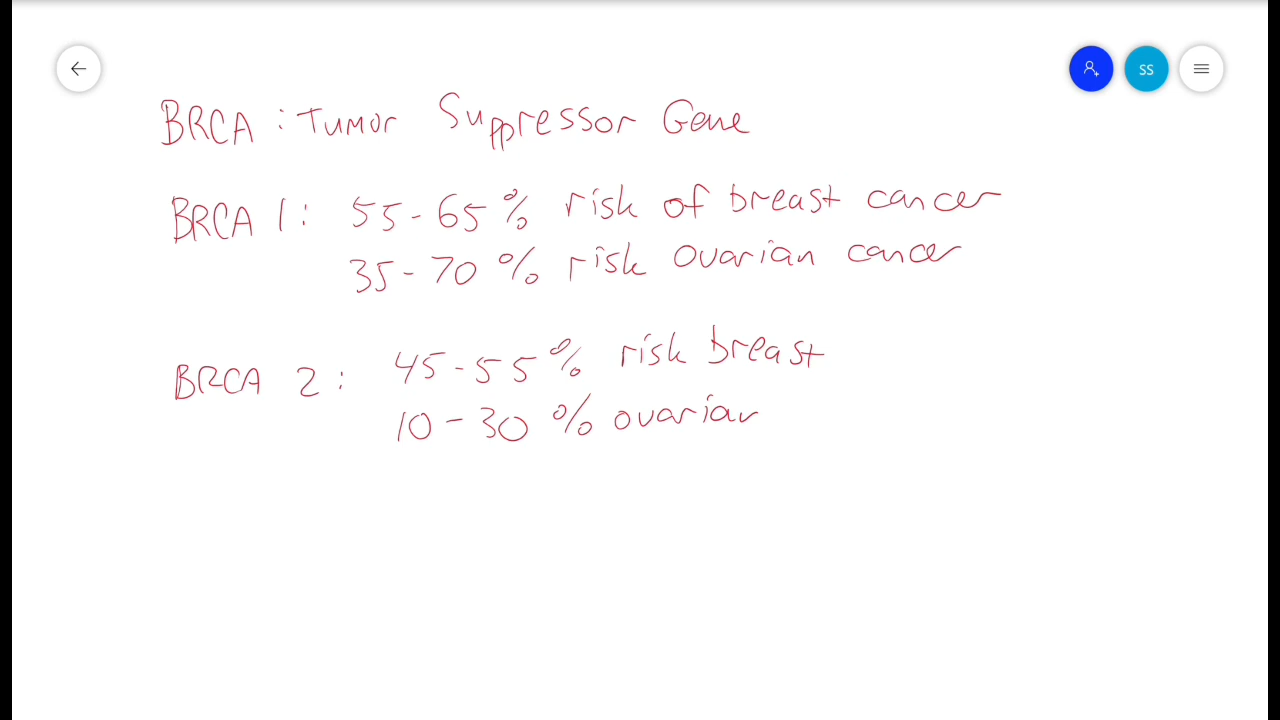 SS
BRCA : Tumor Suppressor Gene
BRCA 1: 55-65% risk of breast cancer
35-70% risk ovarian cancer
BRCA 2: 45-55% risk breast
10-30% ovarian